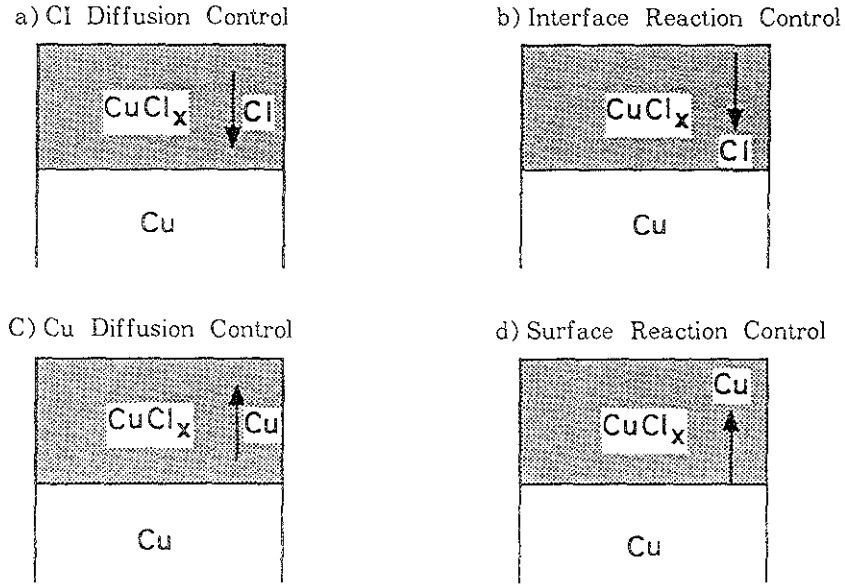 a) Cl Diffusion Control
CuClx
Cl
Cu
b) Interface Reaction Control
CuClx
Cl
Cu
C) Cu Diffusion Control
CuClx
Cu
Cu
d) Surface Reaction Control
Cu
CuClx
Cu